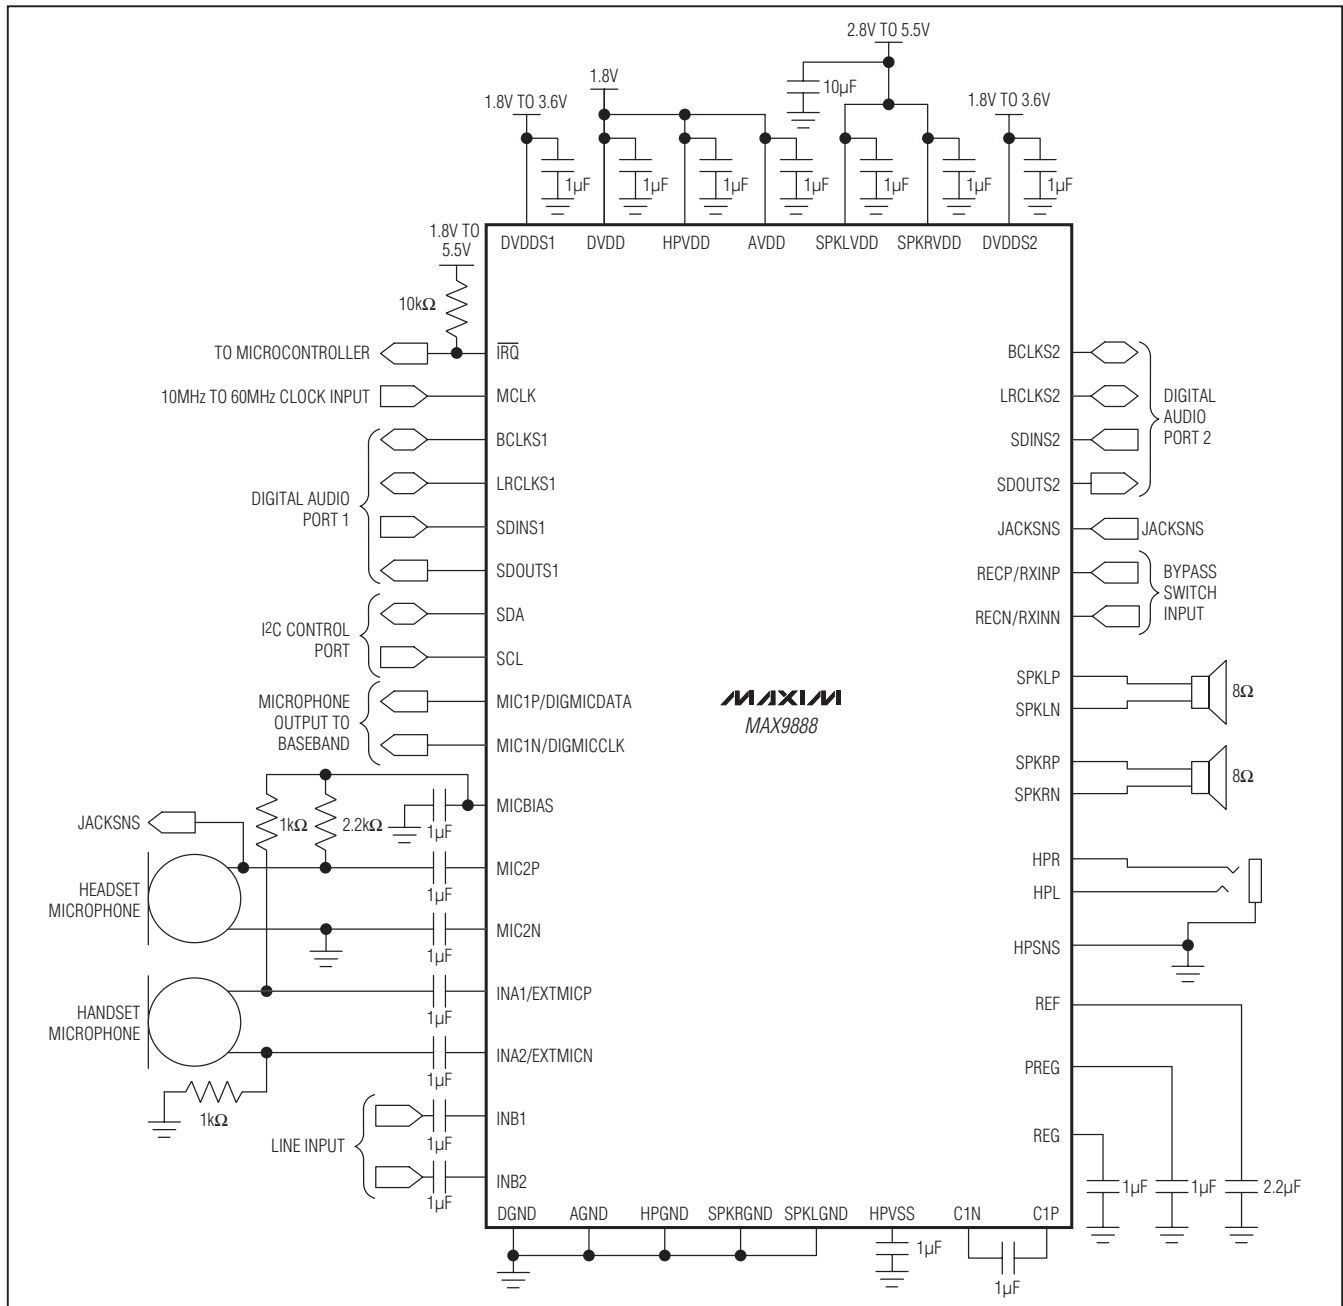 2.8V TO 5.5V
1.8V
10µF
1.8V TO 3.6V
1.8V TO 3.6V
1µF
1µF
1µF
1µF
1µF
1µF
1µF
1.8V TO
5.5V
DVDDS1
DVDD
HPVDD
AVDD
SPKLVDD
SPKRVDD
DVDDS2
10kΩ
TO MICROCONTROLLER
IRQ
BCLKS2
10MHz TO 60MHz CLOCK INPUT
MCLK
LRCLKS2
DIGITAL
AUDIO
PORT 2
BCLKS1
SDINS2
LRCLKS1
SDOUTS2
DIGITAL AUDIO
PORT 1
SDINS1
JACKSNS
JACKSNS
SDOUTS1
RECP/RXINP
BYPASS
SWITCH
INPUT
SDA
RECN/RXINN
I²C CONTROL
PORT
SCL
SPKLP
8Ω
MICROPHONE
OUTPUT TO
BASEBAND
MIC1P/DIGMICDATA
MAXIM
MAX9888
SPKLN
MIC1N/DIGMICCLK
SPKRP
8Ω
SPKRN
MICBIAS
JACKSNS
1kΩ
2.2kΩ
1µF
HPR
MIC2P
HEADSET
MICROPHONE
1µF
HPL
MIC2N
1µF
HPSNS
INA1/EXTMICP
REF
HANDSET
MICROPHONE
1µF
INA2/EXTMICN
1µF
PREG
1kΩ
INB1
REG
LINE INPUT
1µF
INB2
1µF
1µF
1µF
2.2µF
DGND
AGND
HPGND
SPKRGND
SPKLGND
HPVSS
C1N
C1P
1µF
1µF